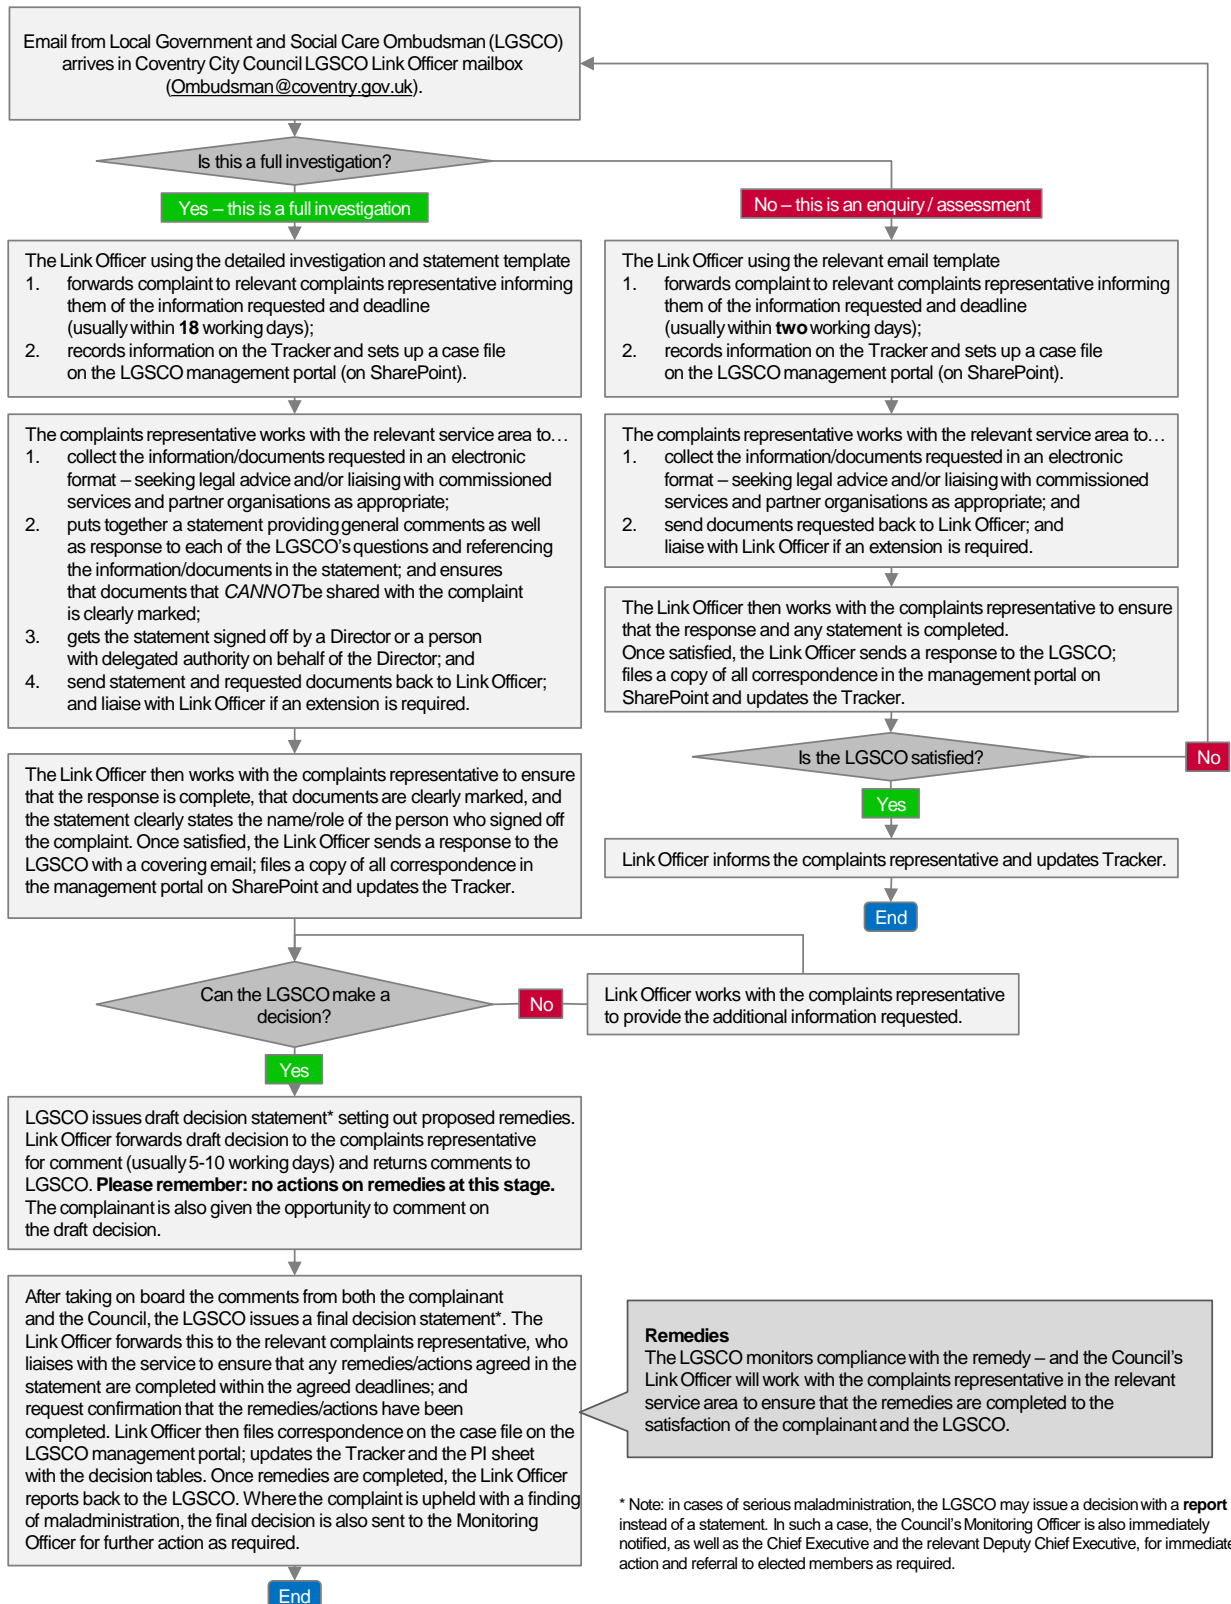 Email from Local Government and Social Care Ombudsman (LGSCO)
arrives in Coventry City Council LGSCO Link Officer mailbox
(Ombudsman@coventry.gov.uk).
Is this a full investigation?
Yes – this is a full investigation
No – this is an enquiry / assessment
The Link Officer using the detailed investigation and statement template
1. forwards complaint to relevant complaints representative informing
them of the information requested and deadline
(usually within 18 working days);
2. records information on the Tracker and sets up a case file
on the LGSCO management portal (on SharePoint).
The Link Officer using the relevant email template
1. forwards complaint to relevant complaints representative informing
them of the information requested and deadline
(usually within two working days);
2. records information on the Tracker and sets up a case file
on the LGSCO management portal (on SharePoint).
The complaints representative works with the relevant service area to…
1. collect the information/documents requested in an electronic
format – seeking legal advice and/or liaising with commissioned
services and partner organisations as appropriate;
2. puts together a statement providing general comments as well
as response to each of the LGSCO's questions and referencing
the information/documents in the statement; and ensures
that documents that CANNOT be shared with the complaint
is clearly marked;
3. gets the statement signed off by a Director or a person
with delegated authority on behalf of the Director; and
4. send statement and requested documents back to Link Officer;
and liaise with Link Officer if an extension is required.
The complaints representative works with the relevant service area to…
1. collect the information/documents requested in an electronic
format – seeking legal advice and/or liaising with commissioned
services and partner organisations as appropriate; and
2. send documents requested back to Link Officer; and
liaise with Link Officer if an extension is required.
The Link Officer then works with the complaints representative to ensure
that the response and any statement is completed.
Once satisfied, the Link Officer sends a response to the LGSCO;
files a copy of all correspondence in the management portal on
SharePoint and updates the Tracker.
Is the LGSCO satisfied?
No
Yes
Link Officer informs the complaints representative and updates Tracker.
End
The Link Officer then works with the complaints representative to ensure
that the response is complete, that documents are clearly marked, and
the statement clearly states the name/role of the person who signed off
the complaint. Once satisfied, the Link Officer sends a response to the
LGSCO with a covering email; files a copy of all correspondence in
the management portal on SharePoint and updates the Tracker.
Can the LGSCO make a
decision?
No
Link Officer works with the complaints representative
to provide the additional information requested.
Yes
LGSCO issues draft decision statement* setting out proposed remedies.
Link Officer forwards draft decision to the complaints representative
for comment (usually 5-10 working days) and returns comments to
LGSCO. Please remember: no actions on remedies at this stage.
The complainant is also given the opportunity to comment on
the draft decision.
After taking on board the comments from both the complainant
and the Council, the LGSCO issues a final decision statement*. The
Link Officer forwards this to the relevant complaints representative, who
liaises with the service to ensure that any remedies/actions agreed in the
statement are completed within the agreed deadlines; and
request confirmation that the remedies/actions have been
completed. Link Officer then files correspondence on the case file on the
LGSCO management portal; updates the Tracker and the PI sheet
with the decision tables. Once remedies are completed, the Link Officer
reports back to the LGSCO. Where the complaint is upheld with a finding
of maladministration, the final decision is also sent to the Monitoring
Officer for further action as required.
End
Remedies
The LGSCO monitors compliance with the remedy – and the Council's
Link Officer will work with the complaints representative in the relevant
service area to ensure that the remedies are completed to the
satisfaction of the complainant and the LGSCO.
* Note: in cases of serious maladministration, the LGSCO may issue a decision with a report
instead of a statement. In such a case, the Council's Monitoring Officer is also immediately
notified, as well as the Chief Executive and the relevant Deputy Chief Executive, for immediate
action and referral to elected members as required.